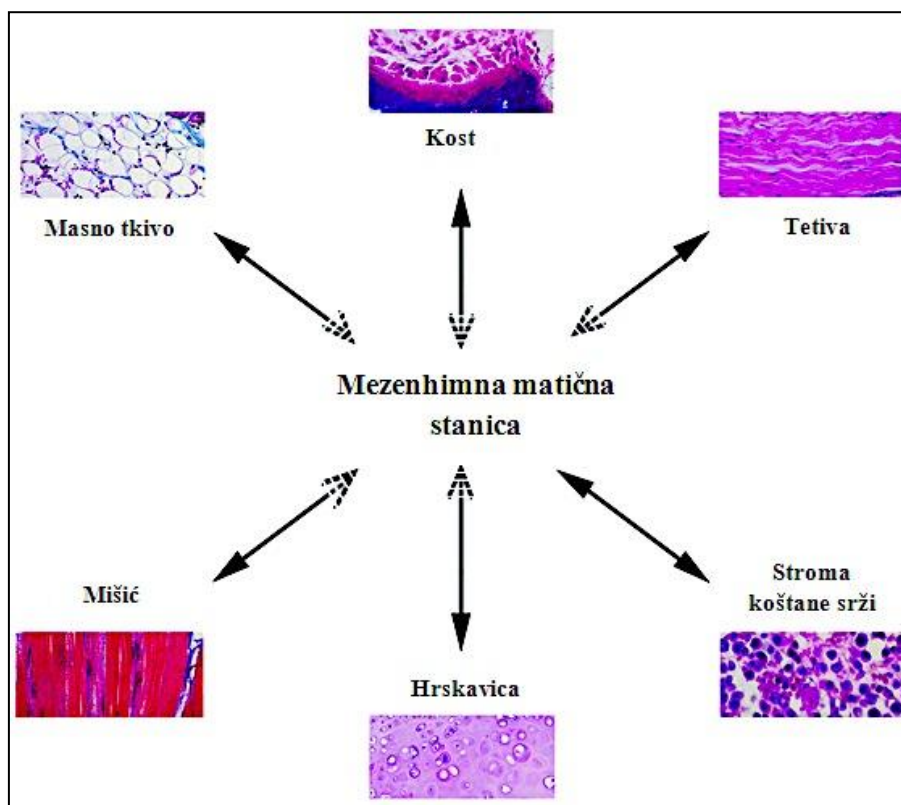 Kost
Masno tkivo
Tetiva
Mezenhimna matična
stanica
Mišić
Stroma
koštane srži
Hrskavica